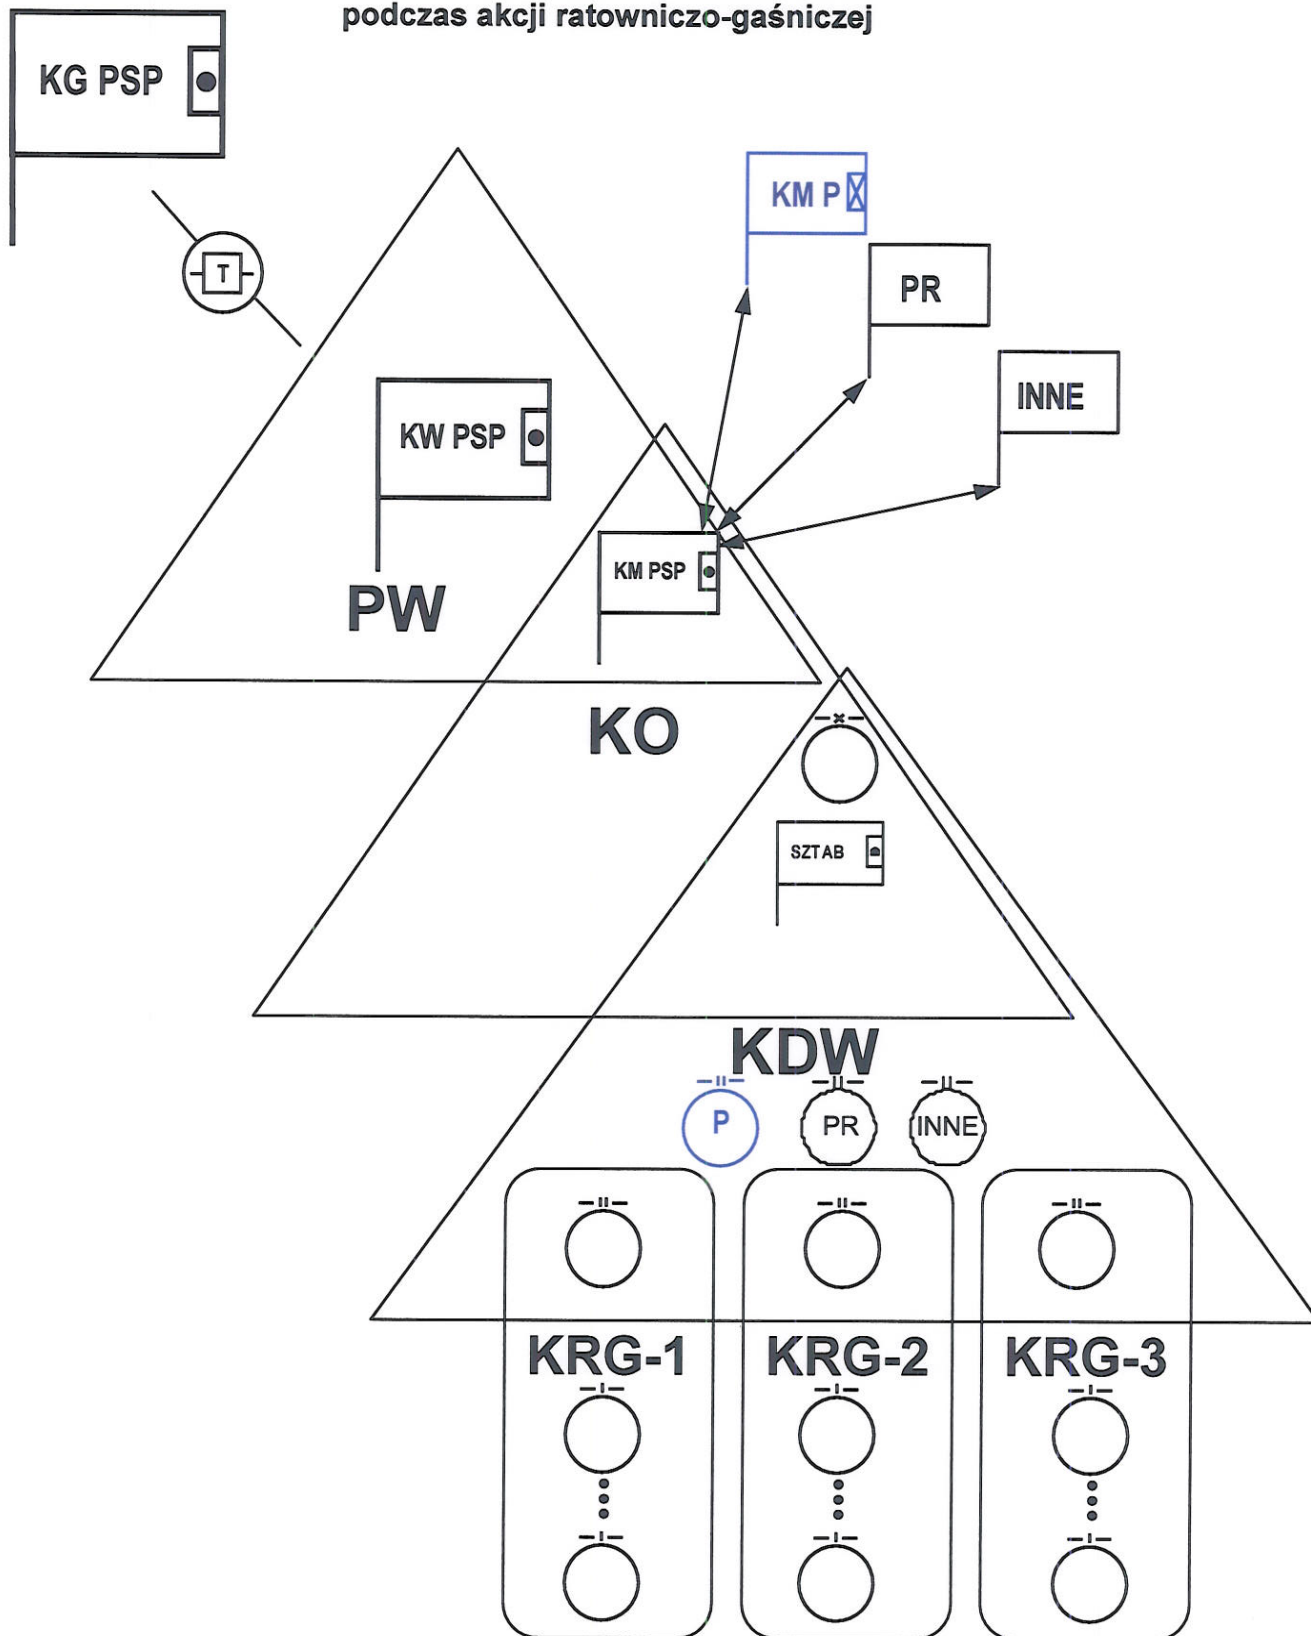 podczas akcji ratowniczo-gaśniczej
KG PSP
T
KM P
PR
INNE
KW PSP
KM PSP
PW
KO
SZTAB
KDW
P
PR
INNE
KRG-1
KRG-2
KRG-3